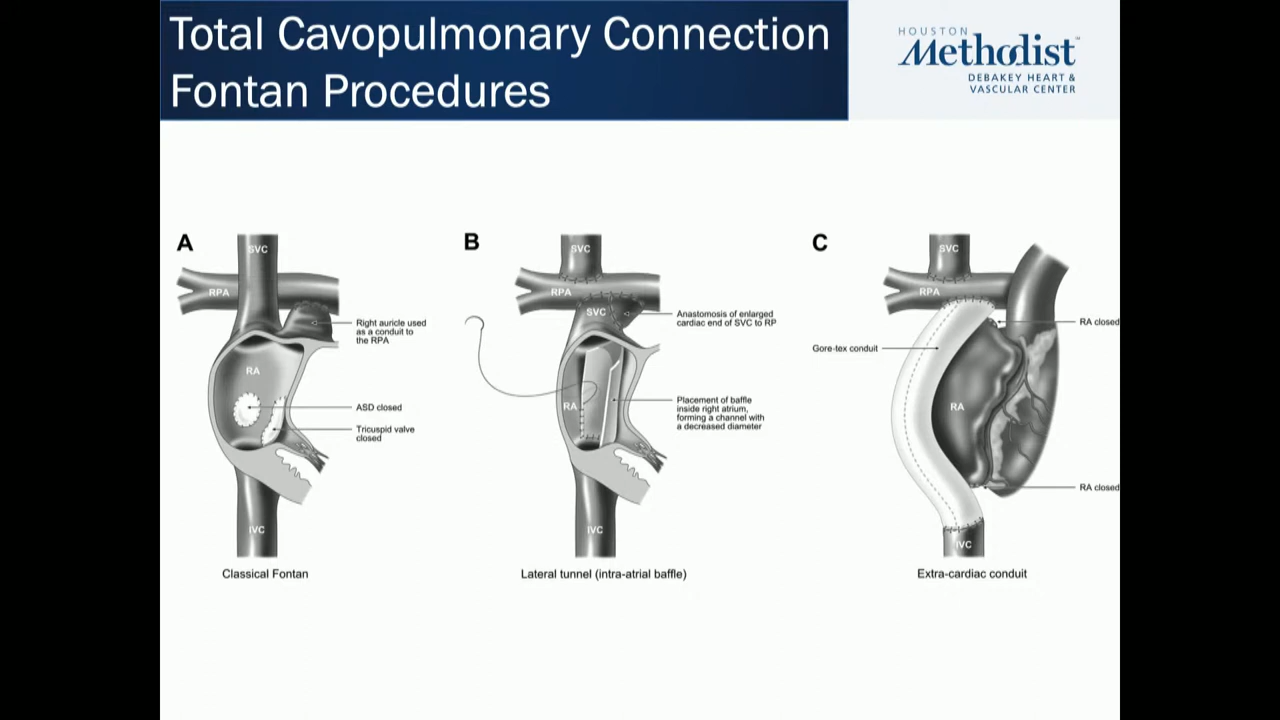 Total Cavopulmonary Connection
Fontan Procedures
HOUSTON
Methodist
DEBAKEY HEART &
VASCULAR CENTER
A
SVC
RPA
Right auricle used
as a conduit to
the RPA
RA
ASD closed
Tricuspid valve
closed
IVC
Classical Fontan
B
SVC
RPA
SVC
Anastomosis of enlarged
cardiac end of SVC to RP
RA
Placement of baffle
inside right atrium,
forming a channel with
a decreased diameter
IVC
Lateral tunnel (intra-atrial baffle)
C
SVC
RPA
RA closed
Gore-tex conduit
RA
RA closed
IVC
Extra-cardiac conduit